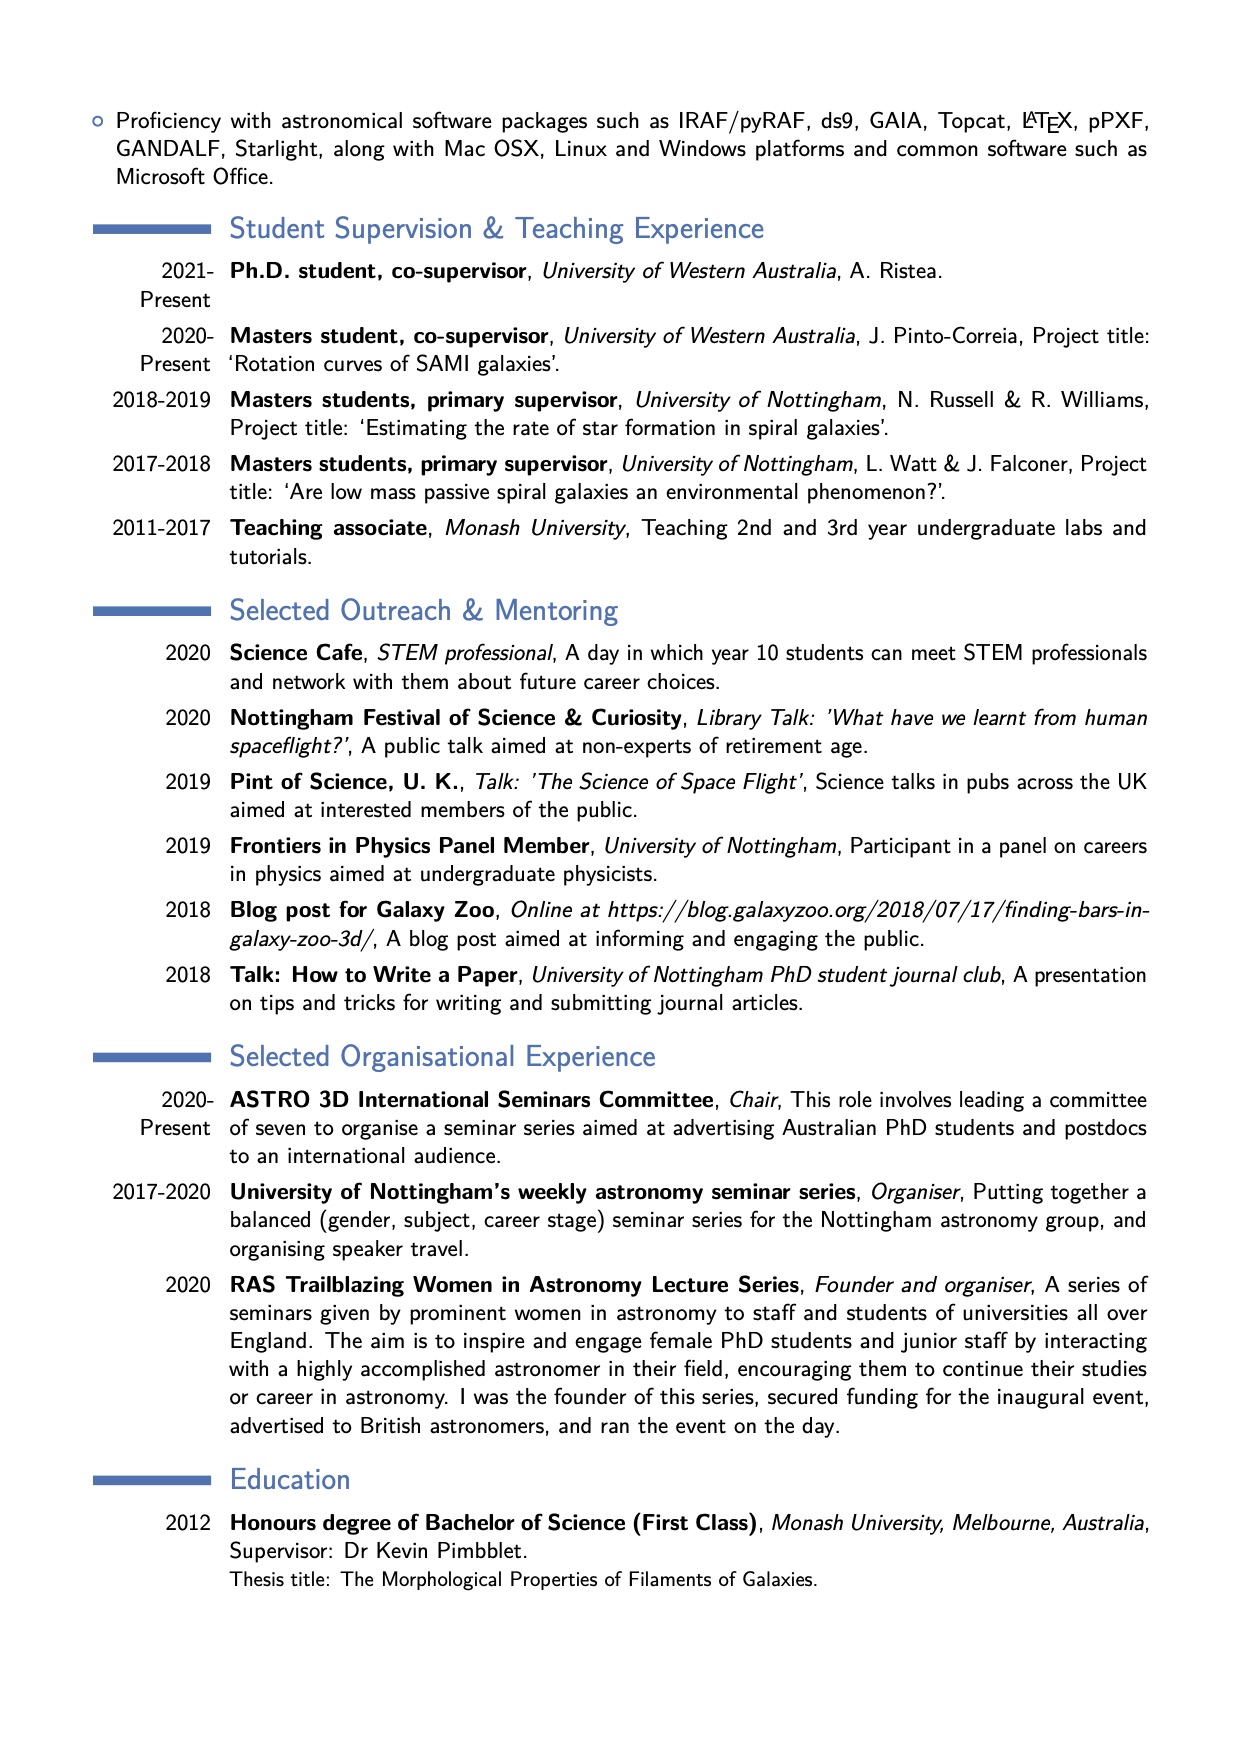 Proficiency with astronomical software packages such as IRAF/pyRAF, ds9, GAIA, Topcat, LATEX, pPXF,
GANDALF, Starlight, along with Mac OSX, Linux and Windows platforms and common software such as
Microsoft Office.
Student Supervision & Teaching Experience
2021- Ph.D. student, co-supervisor, University of Western Australia, A. Ristea.
Present
2020- Masters student, co-supervisor, University of Western Australia, J. Pinto-Correia, Project title:
Present ‘Rotation curves of SAMI galaxies’.
2018-2019 Masters students, primary supervisor, University of Nottingham, N. Russell & R. Williams,
Project title: ‘Estimating the rate of star formation in spiral galaxies’.
2017-2018 Masters students, primary supervisor, University of Nottingham, L. Watt & J. Falconer, Project
title: ‘Are low mass passive spiral galaxies an environmental phenomenon?’.
2011-2017 Teaching associate, Monash University, Teaching 2nd and 3rd year undergraduate labs and
tutorials.
Selected Outreach & Mentoring
2020 Science Cafe, STEM professional, A day in which year 10 students can meet STEM professionals
and network with them about future career choices.
2020 Nottingham Festival of Science & Curiosity, Library Talk: ’What have we learnt from human
spaceflight?’, A public talk aimed at non-experts of retirement age.
2019 Pint of Science, U. K., Talk: ’The Science of Space Flight’, Science talks in pubs across the UK
aimed at interested members of the public.
2019 Frontiers in Physics Panel Member, University of Nottingham, Participant in a panel on careers
in physics aimed at undergraduate physicists.
2018 Blog post for Galaxy Zoo, Online at https://blog.galaxyzoo.org/2018/07/17/finding-bars-in-
galaxy-zoo-3d/, A blog post aimed at informing and engaging the public.
2018 Talk: How to Write a Paper, University of Nottingham PhD student journal club, A presentation
on tips and tricks for writing and submitting journal articles.
Selected Organisational Experience
2020- ASTRO 3D International Seminars Committee, Chair, This role involves leading a committee
Present of seven to organise a seminar series aimed at advertising Australian PhD students and postdocs
to an international audience.
2017-2020 University of Nottingham’s weekly astronomy seminar series, Organiser, Putting together a
balanced (gender, subject, career stage) seminar series for the Nottingham astronomy group, and
organising speaker travel.
2020 RAS Trailblazing Women in Astronomy Lecture Series, Founder and organiser, A series of
seminars given by prominent women in astronomy to staff and students of universities all over
England. The aim is to inspire and engage female PhD students and junior staff by interacting
with a highly accomplished astronomer in their field, encouraging them to continue their studies
or career in astronomy. I was the founder of this series, secured funding for the inaugural event,
advertised to British astronomers, and ran the event on the day.
Education
2012 Honours degree of Bachelor of Science (First Class), Monash University, Melbourne, Australia,
Supervisor: Dr Kevin Pimbblet.
Thesis title: The Morphological Properties of Filaments of Galaxies.